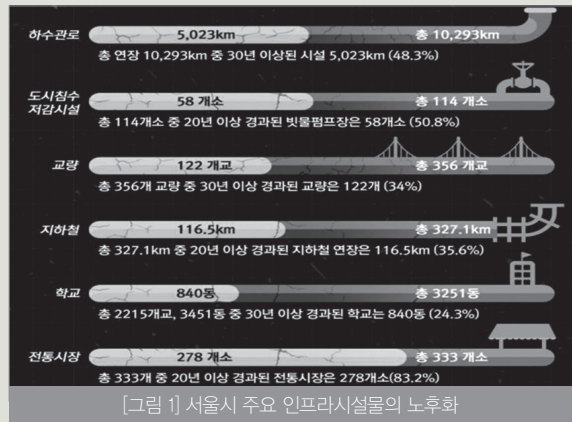 하수관로 5,023km 총 10,293km
총 연장 10,293km 중 30년 이상된 시설 5,023km (48.3%)
도시침수
저감시설 58 개소 총 114 개소
총 114개소 중 20년 이상 경과된 빗물펌프장은 58개소 (50.8%)
교량 122 개교 총 356 개교
총 356개 교량 중 30년 이상 경과된 교량은 122개 (34%)
지하철 116.5km 총 327.1km
총 327.1km 중 20년 이상 경과된 지하철 연장은 116.5km (35.6%)
학교 840동 총 3251동
총 2215개교, 3451동 중 30년 이상 경과된 학교는 840동 (24.3%)
전통시장 278 개소 총 333 개소
총 333개 중 20년 이상 경과된 전통시장은 278개소(83.2%)
[그림 1] 서울시 주요 인프라시설물의 노후화